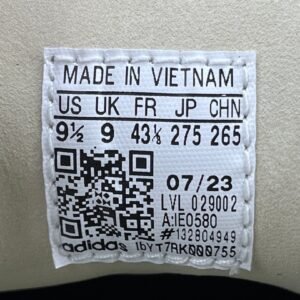 MADE IN VIETNAM
US UK FR JP CHN
9½ 9 43⅓ 275 265
07/23
LVL 029002
A:IE0580
#132804949
adidas 1byT7RK000755